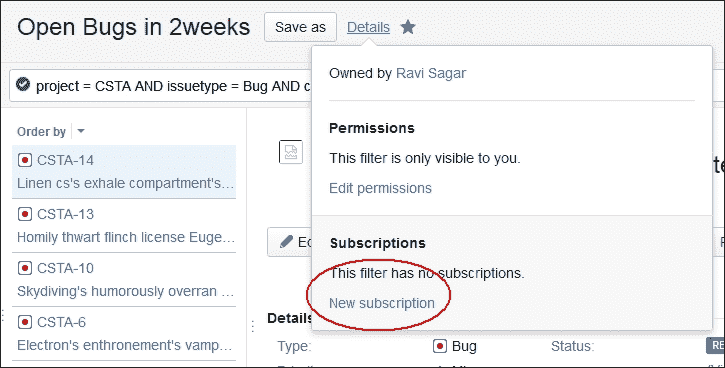 Open Bugs in 2weeks Save as Details
Owned by Ravi Sagar
project = CSTA AND issuetype = Bug AND c
Order by
Permissions
CSTA-14
This filter is only visible to you.
Linen cs's exhale compartment's...
Edit permissions
CSTA-13
Homily thwart flinch license Euge...
Subscriptions
CSTA-10
This filter has no subscriptions.
Skydiving's humorously overran ...
New subscription
CSTA-6
Details
Electron's enthronement's vamp...
Type: Bug Status: RE